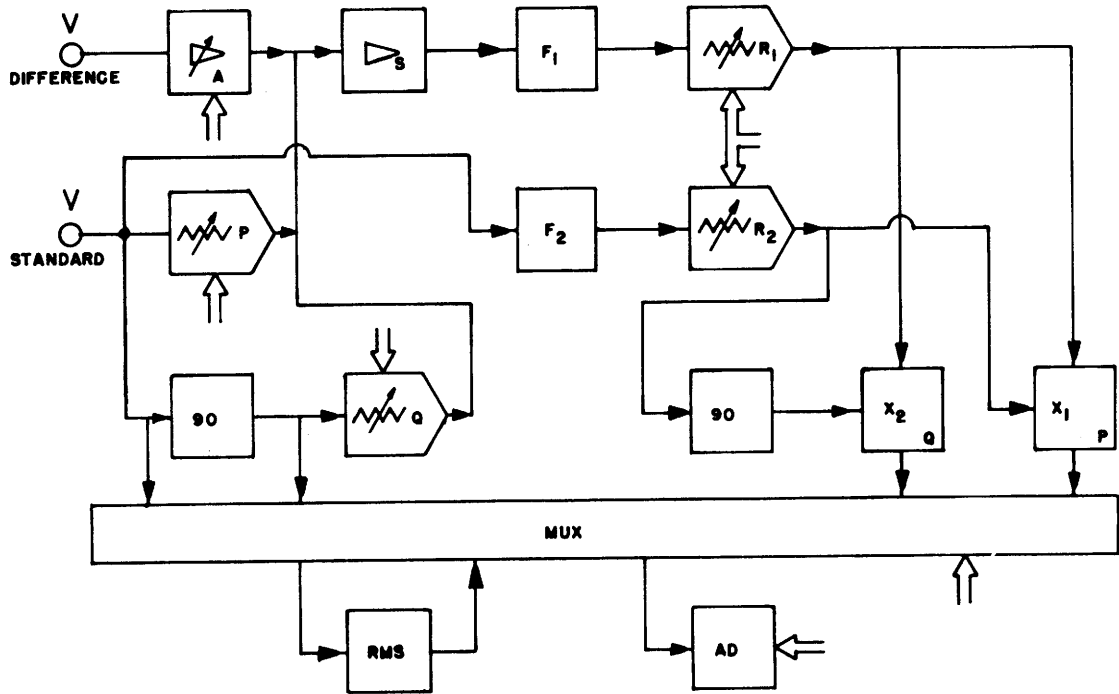 V
DIFFERENCE
A
S
F1
R1
V
STANDARD
P
F2
R2
90
Q
90
X2
Q
X1
P
MUX
RMS
AD